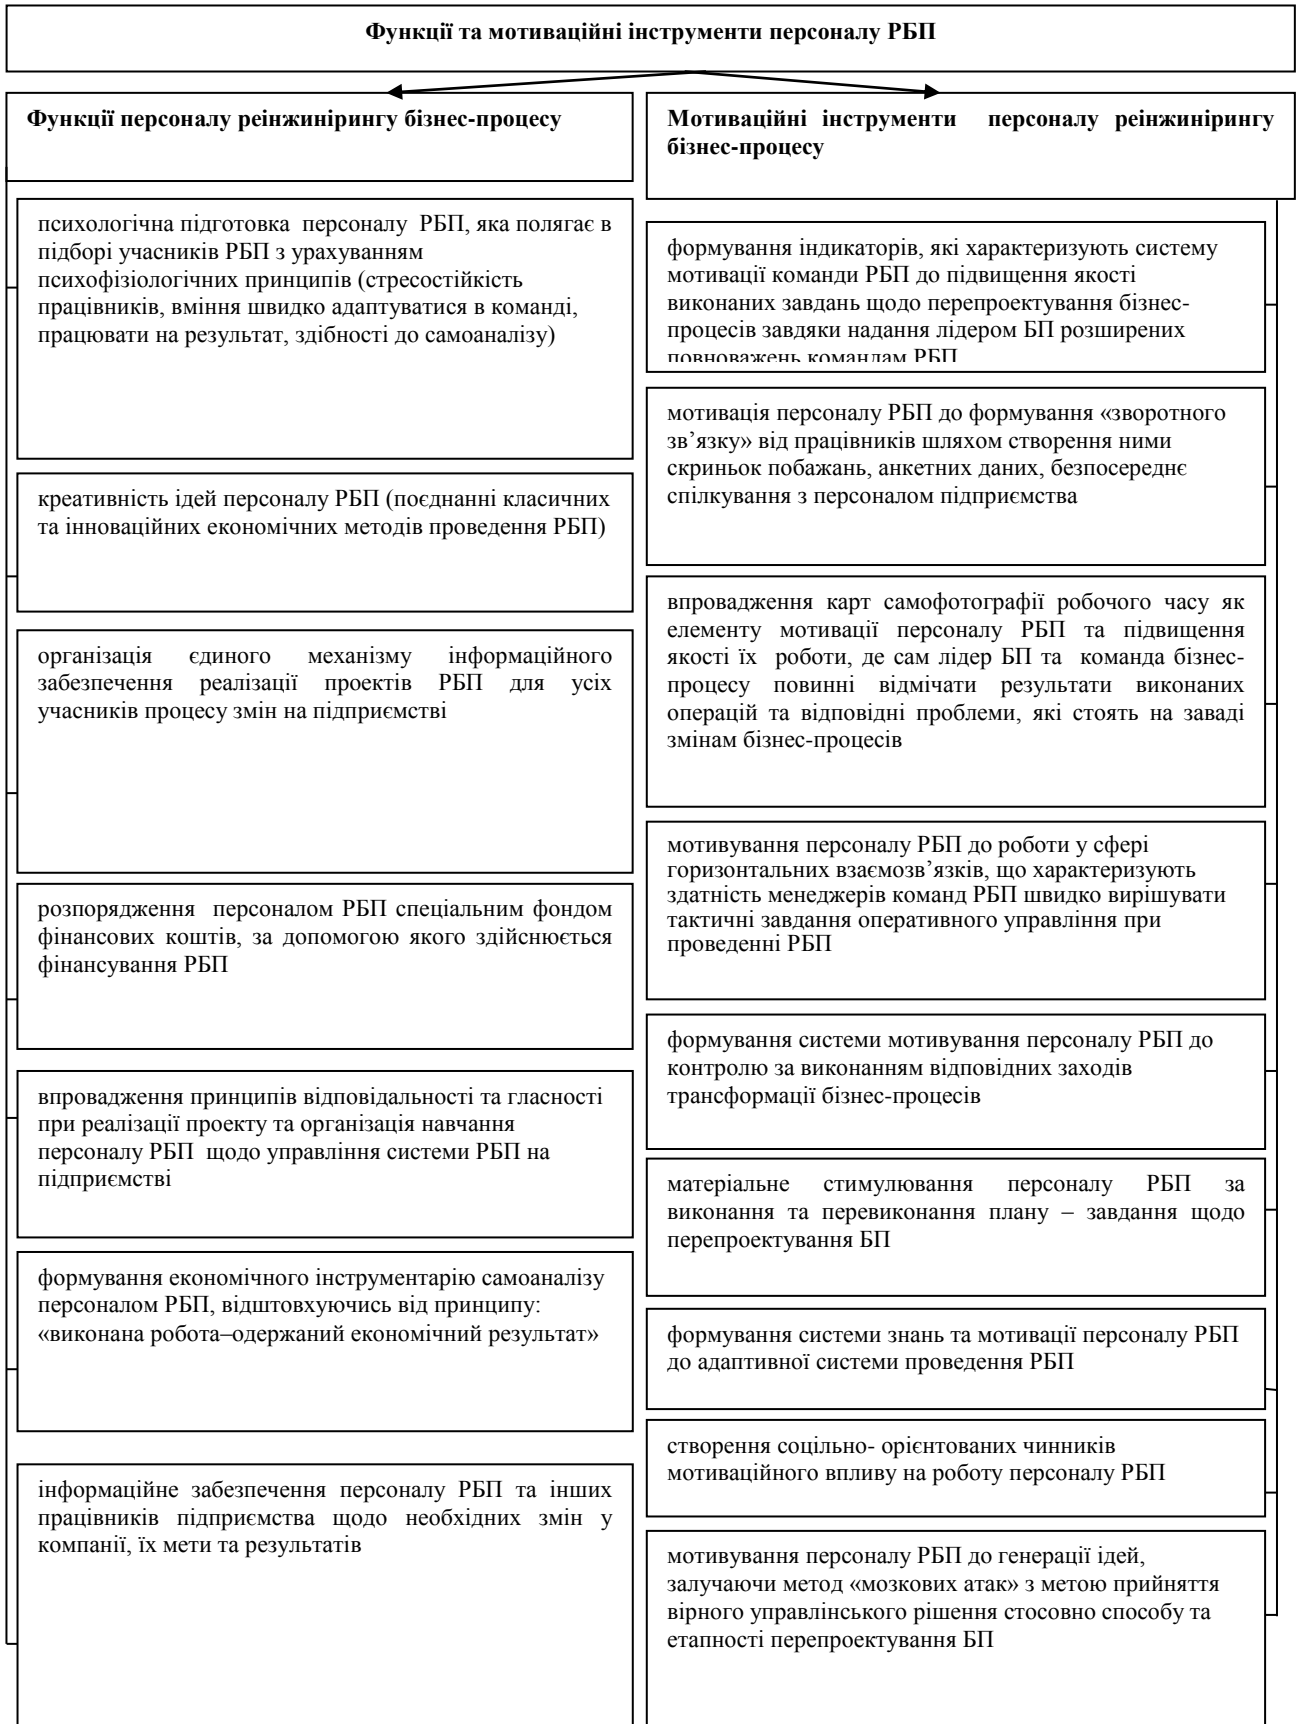 Функції та мотиваційні інструменти персоналу РБП
Функції персоналу реінжинірингу бізнес-процесу
психологічна підготовка персоналу РБП, яка полягає в
підборі учасників РБП з урахуванням
психофізіологічних принципів (стресостійкість
працівників, вміння швидко адаптуватися в команді,
працювати на результат, здібності до самоаналізу)
креативність ідей персоналу РБП (поєднанні класичних
та інноваційних економічних методів проведення РБП)
організація єдиного механізму інформаційного
забезпечення реалізації проектів РБП для усіх
учасників процесу змін на підприємстві
розпорядження персоналом РБП спеціальним фондом
фінансових коштів, за допомогою якого здійснюється
фінансування РБП
впровадження принципів відповідальності та гласності
при реалізації проекту та організація навчання
персоналу РБП щодо управління системи РБП на
підприємстві
формування економічного інструментарію самоаналізу
персоналом РБП, відштовхуючись від принципу:
«виконана робота–одержаний економічний результат»
інформаційне забезпечення персоналу РБП та інших
працівників підприємства щодо необхідних змін у
компанії, їх мети та результатів
Мотиваційні інструменти персоналу реінжинірингу
бізнес-процесу
формування індикаторів, які характеризують систему
мотивації команди РБП до підвищення якості
виконаних завдань щодо перепроектування бізнес-
процесів завдяки надання лідером БП розширених
повноважень командам РБП
мотивація персоналу РБП до формування «зворотного
зв’язку» від працівників шляхом створення ними
скриньок побажань, анкетних даних, безпосереднє
спілкування з персоналом підприємства
впровадження карт самофотографії робочого часу як
елементу мотивації персоналу РБП та підвищення
якості їх роботи, де сам лідер БП та команда бізнес-
процесу повинні відмічати результати виконаних
операцій та відповідні проблеми, які стоять на заваді
змінам бізнес-процесів
мотивування персоналу РБП до роботи у сфері
горизонтальних взаємозв’язків, що характеризують
здатність менеджерів команд РБП швидко вирішувати
тактичні завдання оперативного управління при
проведенні РБП
формування системи мотивування персоналу РБП до
контролю за виконанням відповідних заходів
трансформації бізнес-процесів
матеріальне стимулювання персоналу РБП за
виконання та перевиконання плану – завдання щодо
перепроектування БП
формування системи знань та мотивації персоналу РБП
до адаптивної системи проведення РБП
створення соцільно- орієнтованих чинників
мотиваційного впливу на роботу персоналу РБП
мотивування персоналу РБП до генерації ідей,
залучаючи метод «мозкових атак» з метою прийняття
вірного управлінського рішення стосовно способу та
етапності перепроектування БП